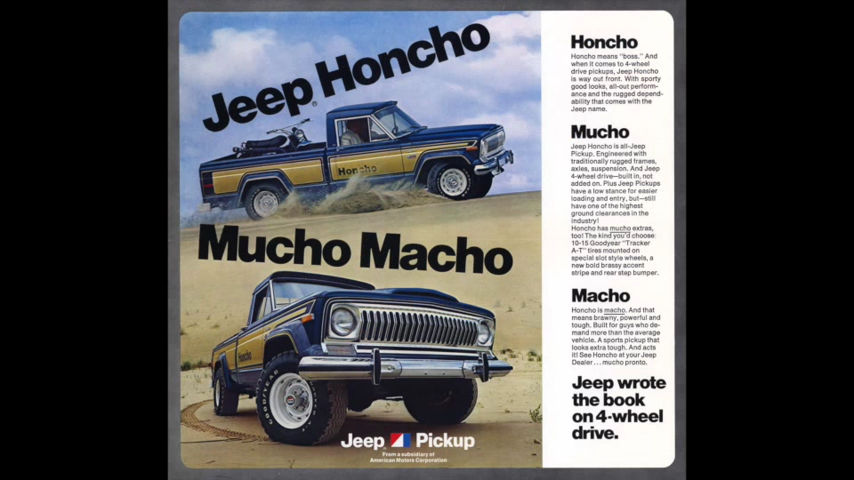 Jeep® Honcho
Honcho
Mucho Macho
Honcho
GOODYEAR
Jeep Pickup
From a subsidiary of
American Motors Corporation
Honcho
Honcho means "boss." And
when it comes to 4-wheel
drive pickups, Jeep Honcho
is way out front. With sporty
good looks, all-out perform-
ance and the rugged depend-
ability that comes with the
Jeep name.
Mucho
Jeep Honcho is all-Jeep
Pickup. Engineered with
traditionally rugged frames,
axles, suspension. And Jeep
4-wheel drive—built in, not
added on. Plus Jeep Pickups
have a low stance for easier
loading and entry, but—still
have one of the highest
ground clearances in the
industry!
Honcho has mucho extras,
too! The kind you'd choose:
10-15 Goodyear "Tracker
A-T" tires mounted on
special slot style wheels, a
new bold brassy accent
stripe and rear step bumper.
Macho
Honcho is macho. And that
means brawny, powerful and
tough. Built for guys who de-
mand more than the average
vehicle. A sports pickup that
looks extra tough. And acts
it! See Honcho at your Jeep
Dealer...mucho pronto.
Jeep wrote
the book
on 4-wheel
drive.